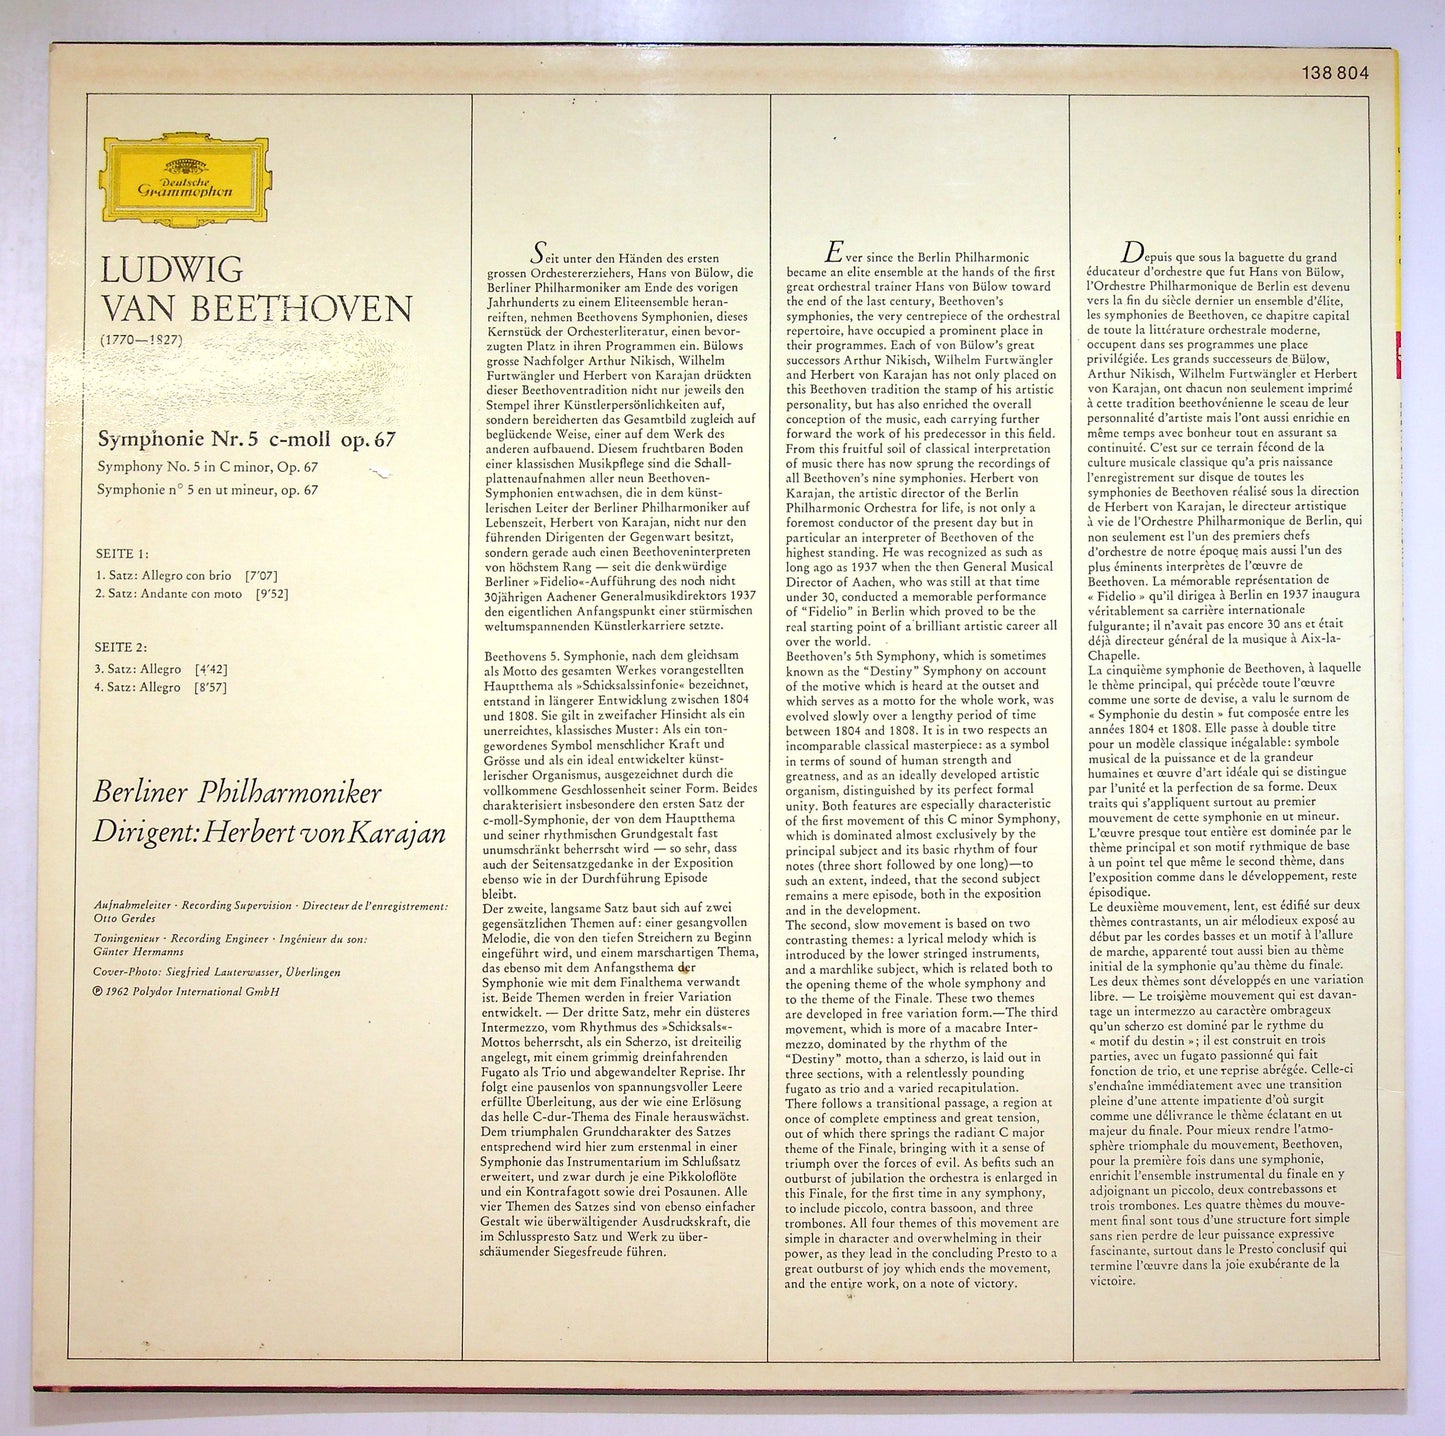 138 804
Deutsche
Grammophon
LUDWIG
VAN BEETHOVEN
(1770—1827)
Symphonie Nr. 5 c-moll op. 67
Symphony No. 5 in C minor, Op. 67
Symphonie n° 5 en ut mineur, op. 67
SEITE 1:
1. Satz: Allegro con brio [7'07]
2. Satz: Andante con moto [9'52]
SEITE 2:
3. Satz: Allegro [4'42]
4. Satz: Allegro [8'57]
Berliner Philharmoniker
Dirigent: Herbert von Karajan
Aufnahmeleiter · Recording Supervision · Directeur de l'enregistrement:
Otto Gerdes
Toningenieur · Recording Engineer · Ingénieur du son:
Günter Hermanns
Cover-Photo: Siegfried Lauterwasser, Überlingen
℗ 1962 Polydor International GmbH
Seit unter den Händen des ersten
grossen Orchestererziehers, Hans von Bülow, die
Berliner Philharmoniker am Ende des vorigen
Jahrhunderts zu einem Eliteensemble heran-
reiften, nehmen Beethovens Symphonien, dieses
Kernstück der Orchesterliteratur, einen bevor-
zugten Platz in ihren Programmen ein. Bülows
grosse Nachfolger Arthur Nikisch, Wilhelm
Furtwängler und Herbert von Karajan drückten
dieser Beethoventradition nicht nur jeweils den
Stempel ihrer Künstlerpersönlichkeiten auf,
sondern bereicherten das Gesamtbild zugleich auf
beglückende Weise, einer auf dem Werk des
anderen aufbauend. Diesem fruchtbaren Boden
einer klassischen Musikpflege sind die Schall-
plattenaufnahmen aller neun Beethoven-
Symphonien entwachsen, die in dem künst-
lerischen Leiter der Berliner Philharmoniker auf
Lebenszeit, Herbert von Karajan, nicht nur den
führenden Dirigenten der Gegenwart besitzt,
sondern gerade auch einen Beethoveninterpreten
von höchstem Rang — seit die denkwürdige
Berliner »Fidelio«-Aufführung des noch nicht
30jährigen Aachener Generalmusikdirektors 1937
den eigentlichen Anfangspunkt einer stürmischen
weltumspannenden Künstlerkarriere setzte.
Beethovens 5. Symphonie, nach dem gleichsam
als Motto des gesamten Werkes vorangestellten
Hauptthema als »Schicksalssinfonie« bezeichnet,
entstand in längerer Entwicklung zwischen 1804
und 1808. Sie gilt in zweifacher Hinsicht als ein
unerreichtes, klassisches Muster: Als ein ton-
gewordenes Symbol menschlicher Kraft und
Grösse und als ein ideal entwickelter künst-
lerischer Organismus, ausgezeichnet durch die
vollkommene Geschlossenheit seiner Form. Beides
charakterisiert insbesondere den ersten Satz der
c-moll-Symphonie, der von dem Hauptthema
und seiner rhythmischen Grundgestalt fast
unumschränkt beherrscht wird — so sehr, dass
auch der Seitensatzgedanke in der Exposition
ebenso wie in der Durchführung Episode
bleibt.
Der zweite, langsame Satz baut sich auf zwei
gegensätzlichen Themen auf: einer gesangvollen
Melodie, die von den tiefen Streichern zu Beginn
eingeführt wird, und einem marschartigen Thema,
das ebenso mit dem Anfangsthema der
Symphonie wie mit dem Finalthema verwandt
ist. Beide Themen werden in freier Variation
entwickelt. — Der dritte Satz, mehr ein düsteres
Intermezzo, vom Rhythmus des »Schicksals«-
Mottos beherrscht, als ein Scherzo, ist dreiteilig
angelegt, mit einem grimmig dreinfahrenden
Fugato als Trio und abgewandelter Reprise. Ihr
folgt eine pausenlos von spannungsvoller Leere
erfüllte Überleitung, aus der wie eine Erlösung
das helle C-dur-Thema des Finale herauswächst.
Dem triumphalen Grundcharakter des Satzes
entsprechend wird hier zum erstenmal in einer
Symphonie das Instrumentarium im Schlußsatz
erweitert, und zwar durch je eine Pikkoloflöte
und ein Kontrafagott sowie drei Posaunen. Alle
vier Themen des Satzes sind von ebenso einfacher
Gestalt wie überwältigender Ausdruckskraft, die
im Schlusspresto Satz und Werk zu über-
schäumender Siegesfreude führen.
Ever since the Berlin Philharmonic
became an elite ensemble at the hands of the first
great orchestral trainer Hans von Bülow toward
the end of the last century, Beethoven's
symphonies, the very centrepiece of the orchestral
repertoire, have occupied a prominent place in
their programmes. Each of von Bülow's great
successors Arthur Nikisch, Wilhelm Furtwängler
and Herbert von Karajan has not only placed on
this Beethoven tradition the stamp of his artistic
personality, but has also enriched the overall
conception of the music, each carrying further
forward the work of his predecessor in this field.
From this fruitful soil of classical interpretation
of music there has now sprung the recordings of
all Beethoven's nine symphonies. Herbert von
Karajan, the artistic director of the Berlin
Philharmonic Orchestra for life, is not only a
foremost conductor of the present day but in
particular an interpreter of Beethoven of the
highest standing. He was recognized as such as
long ago as 1937 when the then General Musical
Director of Aachen, who was still at that time
under 30, conducted a memorable performance
of “Fidelio” in Berlin which proved to be the
real starting point of a brilliant artistic career all
over the world.
Beethoven's 5th Symphony, which is sometimes
known as the “Destiny” Symphony on account
of the motive which is heard at the outset and
which serves as a motto for the whole work, was
evolved slowly over a lengthy period of time
between 1804 and 1808. It is in two respects an
incomparable classical masterpiece: as a symbol
in terms of sound of human strength and
greatness, and as an ideally developed artistic
organism, distinguished by its perfect formal
unity. Both features are especially characteristic
of the first movement of this C minor Symphony,
which is dominated almost exclusively by the
principal subject and its basic rhythm of four
notes (three short followed by one long)—to
such an extent, indeed, that the second subject
remains a mere episode, both in the exposition
and in the development.
The second, slow movement is based on two
contrasting themes: a lyrical melody which is
introduced by the lower stringed instruments,
and a marchlike subject, which is related both to
the opening theme of the whole symphony and
to the theme of the Finale. These two themes
are developed in free variation form.—The third
movement, which is more of a macabre Inter-
mezzo, dominated by the rhythm of the
“Destiny” motto, than a scherzo, is laid out in
three sections, with a relentlessly pounding
fugato as trio and a varied recapitulation.
There follows a transitional passage, a region at
once of complete emptiness and great tension,
out of which there springs the radiant C major
theme of the Finale, bringing with it a sense of
triumph over the forces of evil. As befits such an
outburst of jubilation the orchestra is enlarged in
this Finale, for the first time in any symphony,
to include piccolo, contra bassoon, and three
trombones. All four themes of this movement are
simple in character and overwhelming in their
power, as they lead in the concluding Presto to a
great outburst of joy which ends the movement,
and the entire work, on a note of victory.
Depuis que sous la baguette du grand
éducateur d'orchestre que fut Hans von Bülow,
l'Orchestre Philharmonique de Berlin est devenu
vers la fin du siècle dernier un ensemble d'élite,
les symphonies de Beethoven, ce chapitre capital
de toute la littérature orchestrale moderne,
occupent dans ses programmes une place
privilégiée. Les grands successeurs de Bülow,
Arthur Nikisch, Wilhelm Furtwängler et Herbert
von Karajan, ont chacun non seulement imprimé
à cette tradition beethovénienne le sceau de leur
personnalité d'artiste mais l'ont aussi enrichie en
même temps avec bonheur tout en assurant sa
continuité. C'est sur ce terrain fécond de la
culture musicale classique qu'a pris naissance
l'enregistrement sur disque de toutes les
symphonies de Beethoven réalisé sous la direction
de Herbert von Karajan, le directeur artistique
à vie de l'Orchestre Philharmonique de Berlin, qui
non seulement est l'un des premiers chefs
d'orchestre de notre époque mais aussi l'un des
plus éminents interprètes de l'œuvre de
Beethoven. La mémorable représentation de
« Fidelio » qu'il dirigea à Berlin en 1937 inaugura
véritablement sa carrière internationale
fulgurante; il n'avait pas encore 30 ans et était
déjà directeur général de la musique à Aix-la-
Chapelle.
La cinquième symphonie de Beethoven, à laquelle
le thème principal, qui précède toute l'œuvre
comme une sorte de devise, a valu le surnom de
« Symphonie du destin » fut composée entre les
années 1804 et 1808. Elle passe à double titre
pour un modèle classique inégalable: symbole
musical de la puissance et de la grandeur
humaines et œuvre d'art idéale qui se distingue
par l'unité et la perfection de sa forme. Deux
traits qui s'appliquent surtout au premier
mouvement de cette symphonie en ut mineur.
L'œuvre presque tout entière est dominée par le
thème principal et son motif rythmique de base
à un point tel que même le second thème, dans
l'exposition comme dans le développement, reste
épisodique.
Le deuxième mouvement, lent, est édifié sur deux
thèmes contrastants, un air mélodieux exposé au
début par les cordes basses et un motif à l'allure
de marche, apparenté tout aussi bien au thème
initial de la symphonie qu'au thème du finale.
Les deux thèmes sont développés en une variation
libre. — Le troisième mouvement qui est davan-
tage un intermezzo au caractère ombrageux
qu'un scherzo est dominé par le rythme du
« motif du destin »; il est construit en trois
parties, avec un fugato passionné qui fait
fonction de trio, et une reprise abrégée. Celle-ci
s'enchaîne immédiatement avec une transition
pleine d'une attente impatiente d'où surgit
comme une délivrance le thème éclatant en ut
majeur du finale. Pour mieux rendre l'atmo-
sphère triomphale du mouvement, Beethoven,
pour la première fois dans une symphonie,
enrichit l'ensemble instrumental du finale en y
adjoignant un piccolo, deux contrebassons et
trois trombones. Les quatre thèmes du mouve-
ment final sont tous d'une structure fort simple
sans rien perdre de leur puissance expressive
fascinante, surtout dans le Presto conclusif qui
termine l'œuvre dans la joie exubérante de la
victoire.